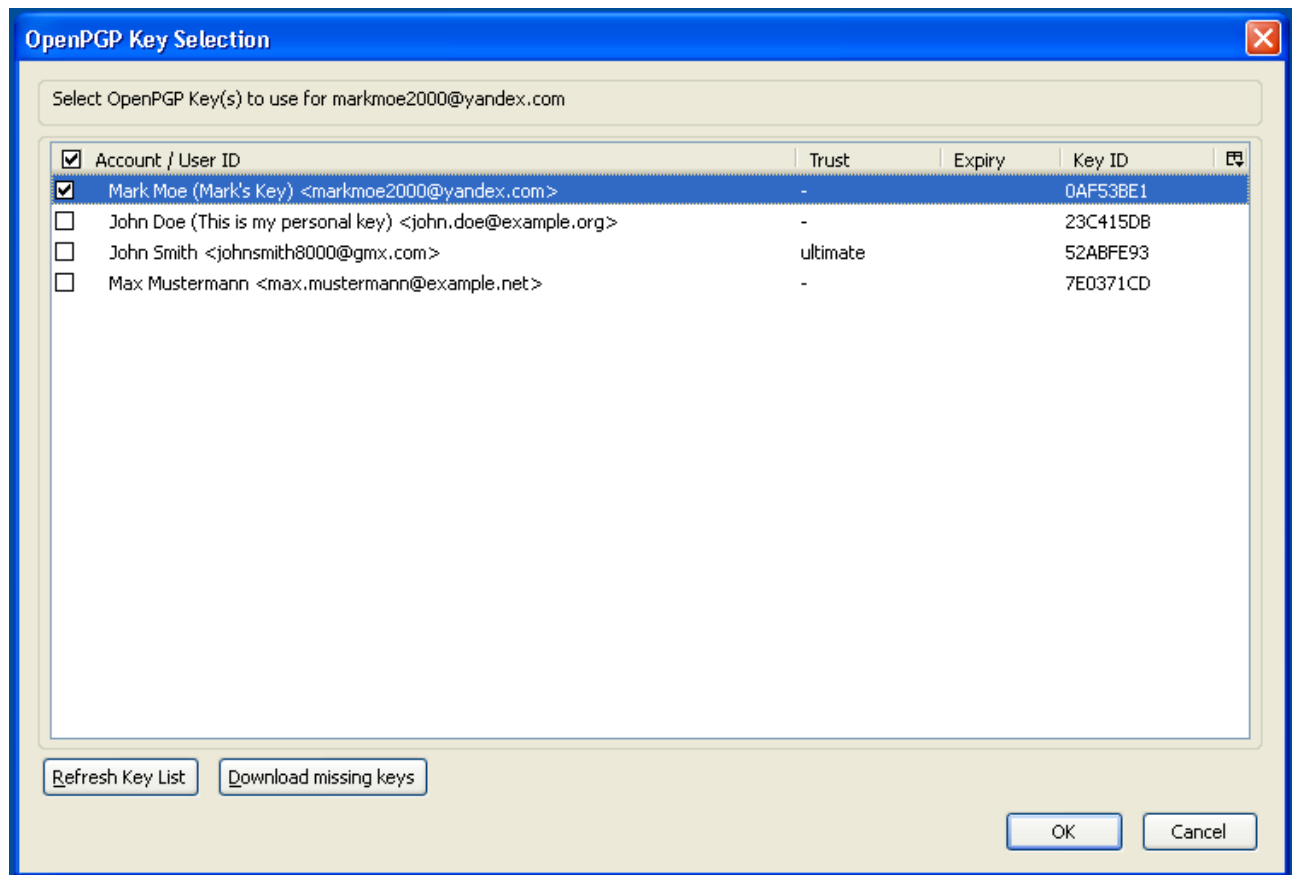 OpenPGP Key Selection
Select OpenPGP Key(s) to use for markmoe2000@yandex.com
Account / User ID Trust Expiry Key ID
Mark Moe (Mark's Key) <markmoe2000@yandex.com> - 0AF53BE1
John Doe (This is my personal key) <john.doe@example.org> - 23C415DB
John Smith <johnsmith8000@gmx.com> ultimate 52ABFE93
Max Mustermann <max.mustermann@example.net> - 7E0371CD
Refresh Key List Download missing keys
OK Cancel